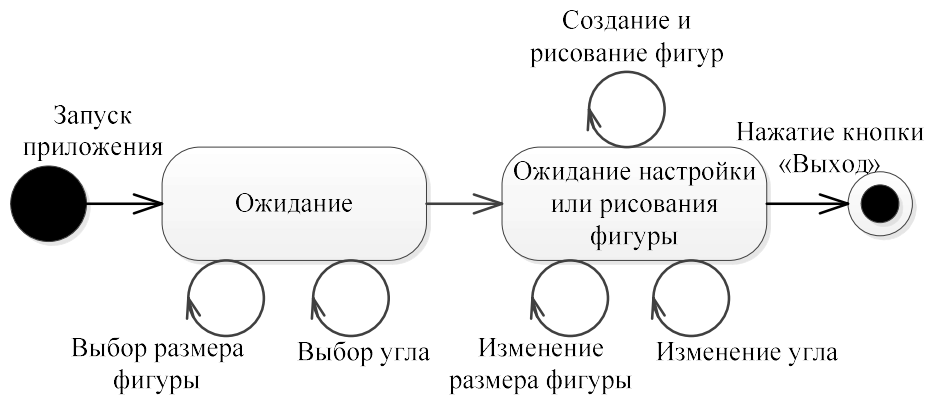 Создание и
рисование фигур
Запуск
приложения
Нажатие кнопки
«Выход»
Ожидание
Ожидание настройки
или рисования
фигуры
Выбор размера
фигуры
Выбор угла
Изменение
размера фигуры
Изменение угла